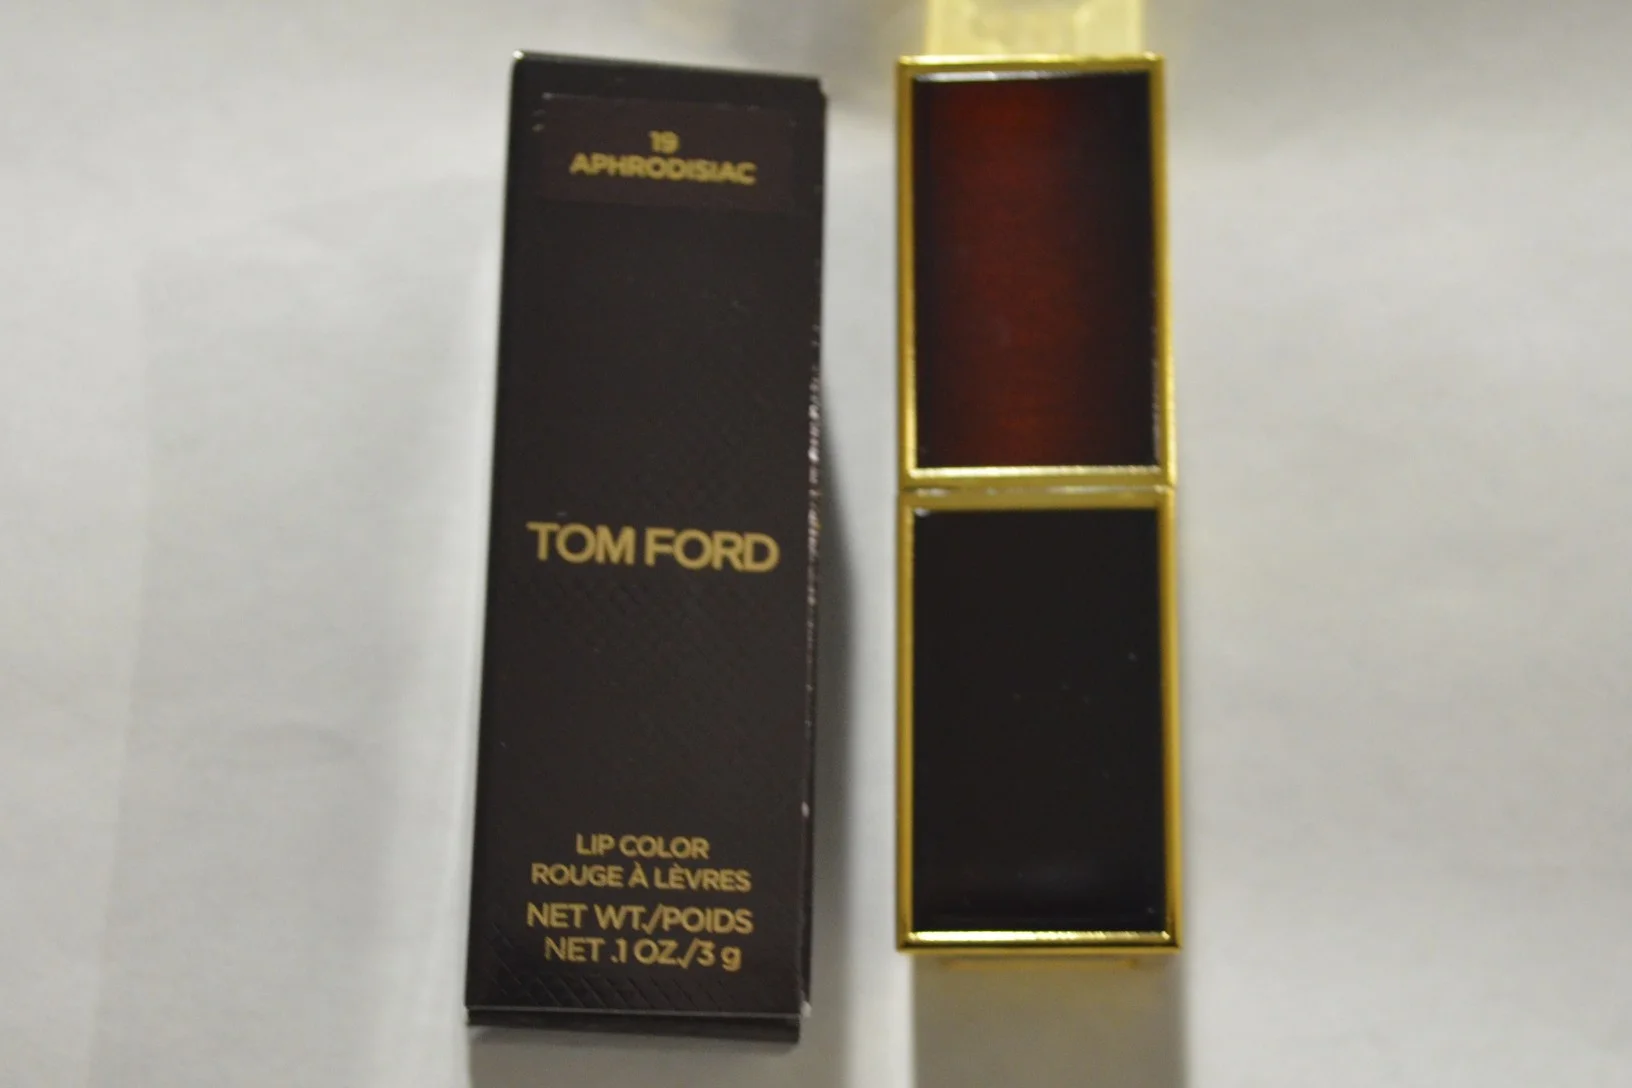 19
APHRODISIAC
TOM FORD
LIP COLOR
ROUGE À LÈVRES
NET WT./POIDS
NET .1 OZ./3 g